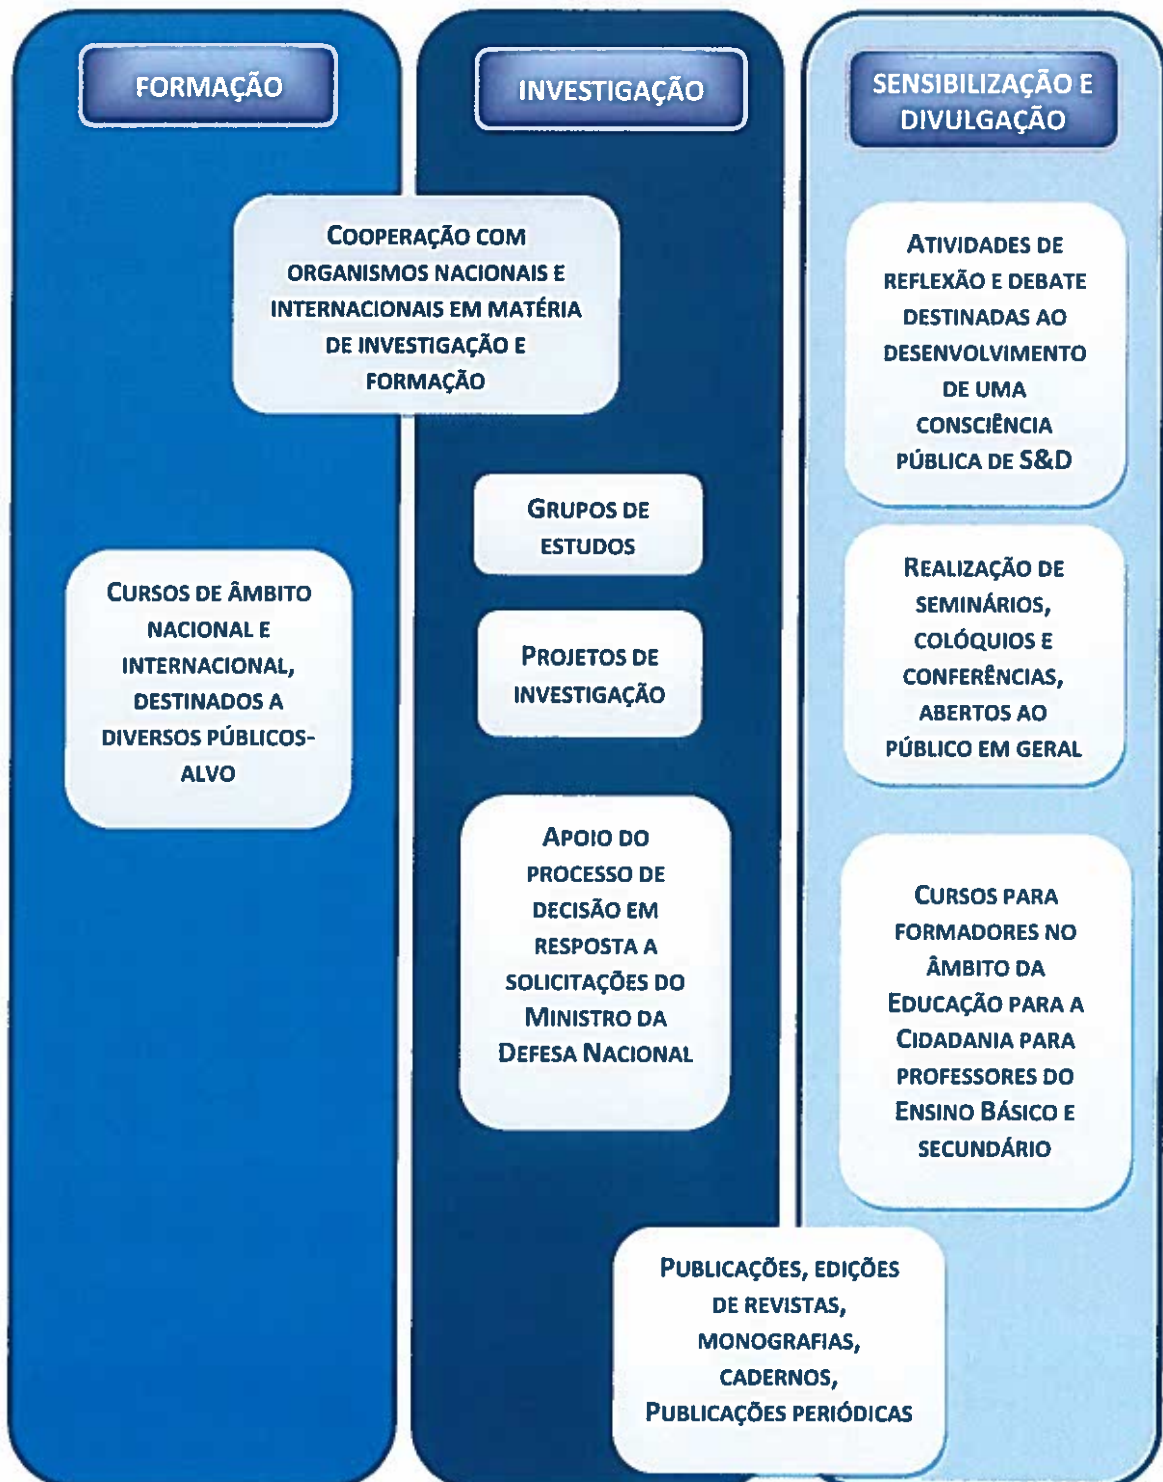 FORMAÇÃO
COOPERAÇÃO COM
ORGANISMOS NACIONAIS E
INTERNACIONAIS EM MATÉRIA
DE INVESTIGAÇÃO E
FORMAÇÃO
CURSOS DE ÂMBITO
NACIONAL E
INTERNACIONAL,
DESTINADOS A
DIVERSOS PÚBLICOS-
ALVO
INVESTIGAÇÃO
GRUPOS DE
ESTUDOS
PROJETOS DE
INVESTIGAÇÃO
APOIO DO
PROCESSO DE
DECISÃO EM
RESPOSTA A
SOLICITAÇÕES DO
MINISTRO DA
DEFESA NACIONAL
SENSIBILIZAÇÃO E
DIVULGAÇÃO
ATIVIDADES DE
REFLEXÃO E DEBATE
DESTINADAS AO
DESENVOLVIMENTO
DE UMA
CONSCIÊNCIA
PÚBLICA DE S&D
REALIZAÇÃO DE
SEMINÁRIOS,
COLÓQUIOS E
CONFERÊNCIAS,
ABERTOS AO
PÚBLICO EM GERAL
CURSOS PARA
FORMADORES NO
ÂMBITO DA
EDUCAÇÃO PARA A
CIDADANIA PARA
PROFESSORES DO
ENSINO BÁSICO E
SECUNDÁRIO
PUBLICAÇÕES, EDIÇÕES
DE REVISTAS,
MONOGRAFIAS,
CADERNOS,
PUBLICAÇÕES PERIÓDICAS